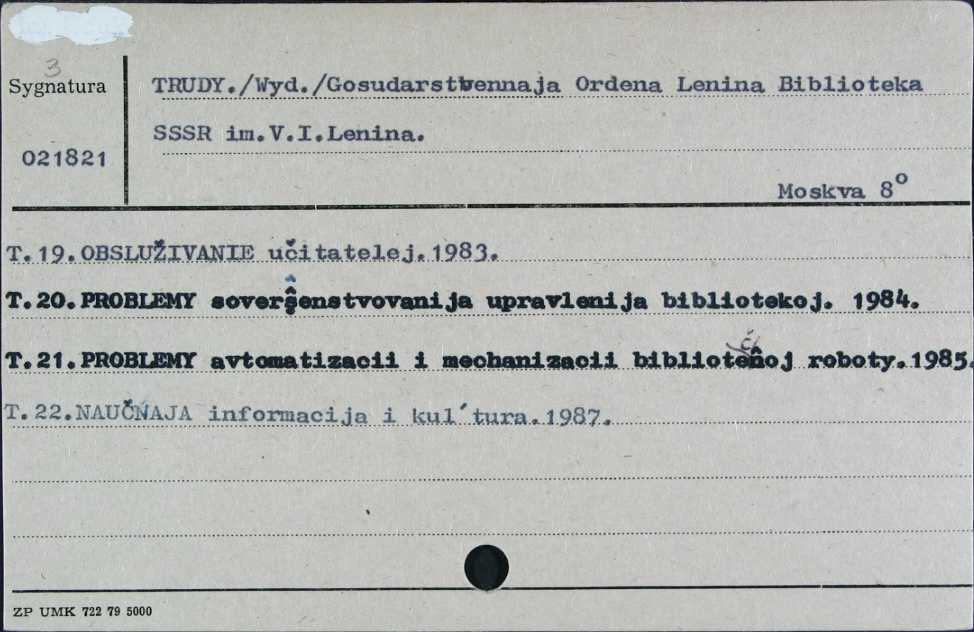 3
Sygnatura
TRUDY./Wyd./Gosudarstvennaja Ordena Lenina Biblioteka
SSSR im.V.I.Lenina.
021821
Moskva 8°
T.19.OBSLUŽIVANIE učitatelej.1983.
T.20.PROBLEMY soveršenstvovanija upravlenija bibliotekoj. 1984.
T.21.PROBLEMY avtomatizacii i mechanizacii bibliotečnoj roboty.1985.
T.22.NAUČNAJA informacija i kul´tura.1987.
ZP UMK 722 79 5000